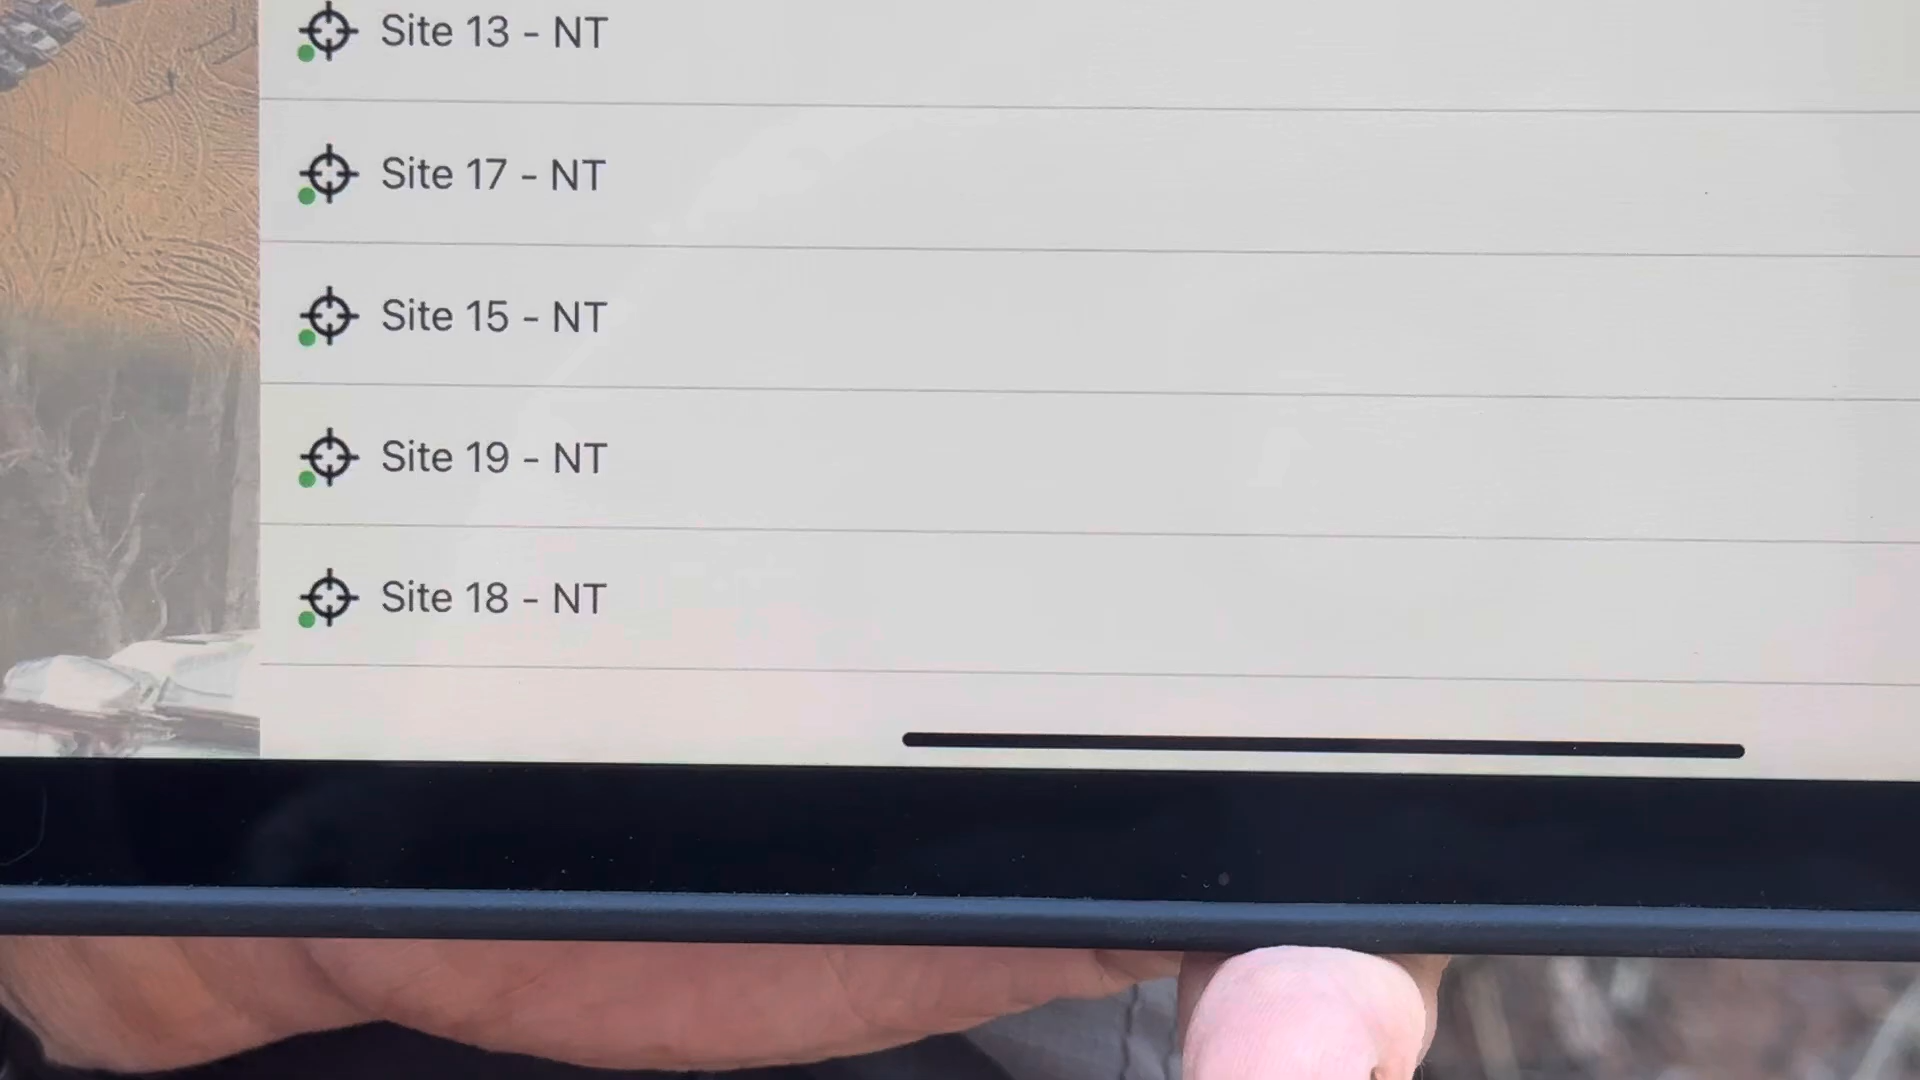 Site 13 - NT
Site 17 - NT
Site 15 - NT
Site 19 - NT
Site 18 - NT